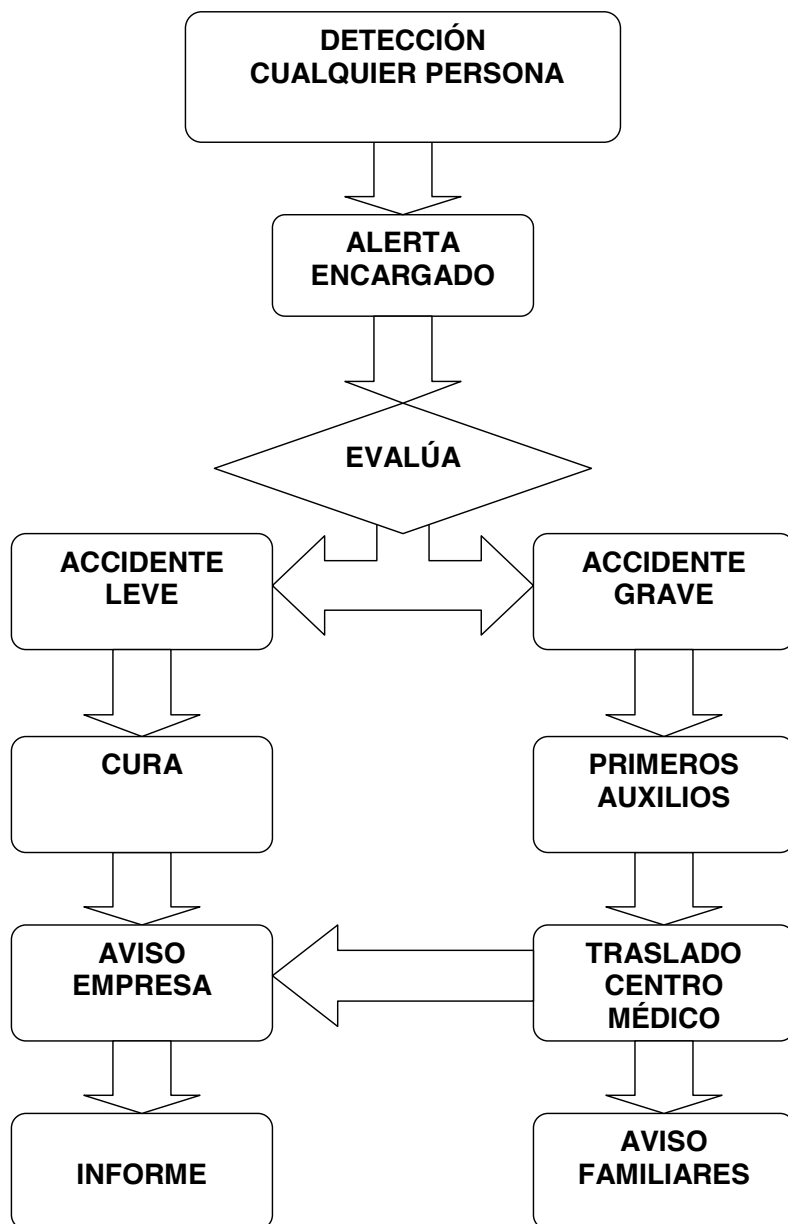 DETECCIÓN
CUALQUIER PERSONA
ALERTA
ENCARGADO
EVALÚA
ACCIDENTE
LEVE
ACCIDENTE
GRAVE
CURA
PRIMEROS
AUXILIOS
AVISO
EMPRESA
TRASLADO
CENTRO
MÉDICO
INFORME
AVISO
FAMILIARES